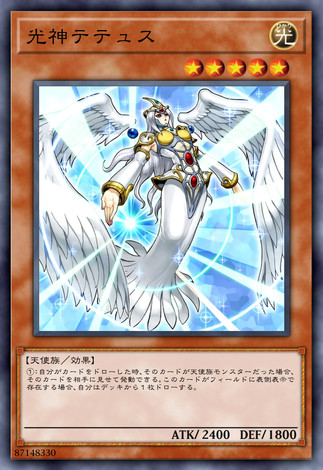 光神テテュス
光
【天使族／効果】
①：自分がカードをドローした時、そのカードが天使族モンスターだった場合、
そのカードを相手に見せて発動できる。このカードがフィールドに表側表示で
存在する場合、自分はデッキから１枚ドローする。
ATK/2400 DEF/1800
87148330